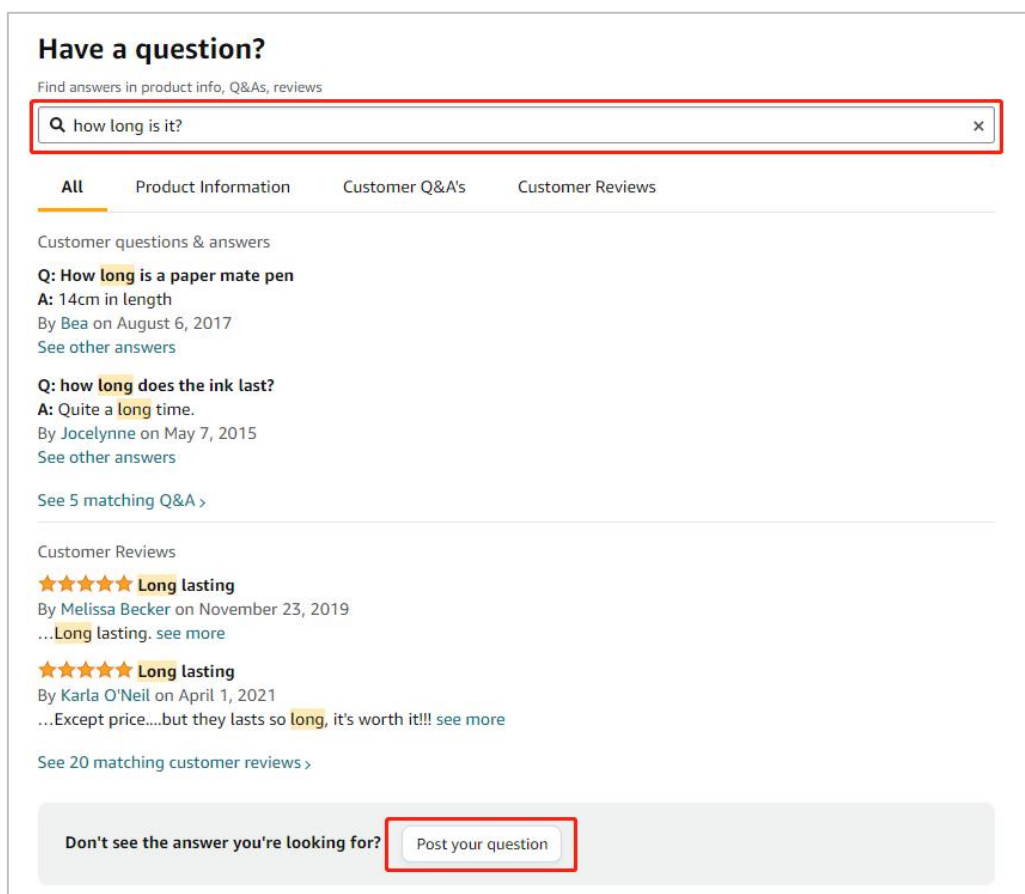 Have a question?
Find answers in product info, Q&As, reviews
how long is it?
All Product Information Customer Q&A's Customer Reviews
Customer questions & answers
Q: How long is a paper mate pen
A: 14cm in length
By Bea on August 6, 2017
See other answers
Q: how long does the ink last?
A: Quite a long time.
By Jocelynne on May 7, 2015
See other answers
See 5 matching Q&A ›
Customer Reviews
Long lasting
By Melissa Becker on November 23, 2019
…Long lasting. see more
Long lasting
By Karla O'Neil on April 1, 2021
…Except price....but they lasts so long, it's worth it!!! see more
See 20 matching customer reviews ›
Don't see the answer you're looking for? Post your question